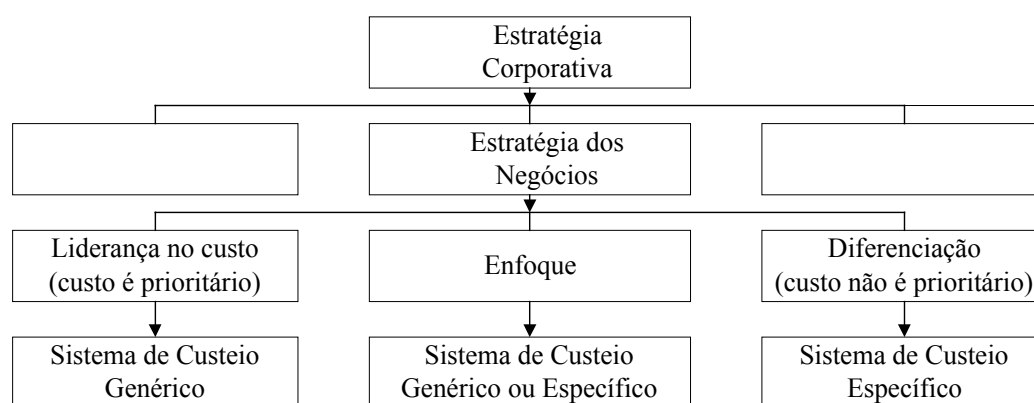 Estratégia
Corporativa
Estratégia dos
Negócios
Liderança no custo
(custo é prioritário)
Enfoque
Diferenciação
(custo não é prioritário)
Sistema de Custeio
Genérico
Sistema de Custeio
Genérico ou Específico
Sistema de Custeio
Específico